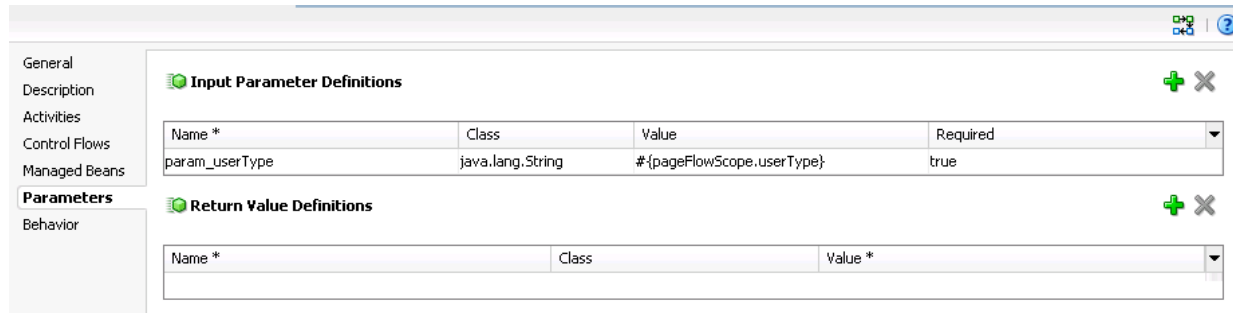 General
Description
Activities
Control Flows
Managed Beans
Parameters
Behavior
Input Parameter Definitions
Name * Class Value Required
param_userType java.lang.String #{pageFlowScope.userType} true
Return Value Definitions
Name * Class Value *